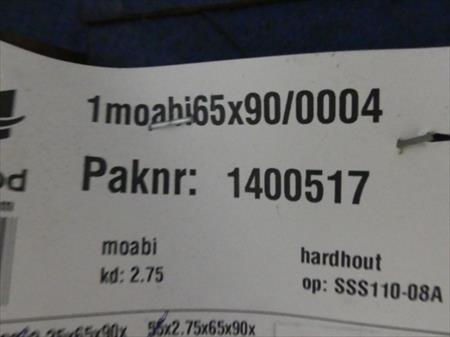 1moabi65x90/0004
Paknr: 1400517
moabi
hardhout
kd: 2.75
op: SSS110-08A
55x2.75x65x90x